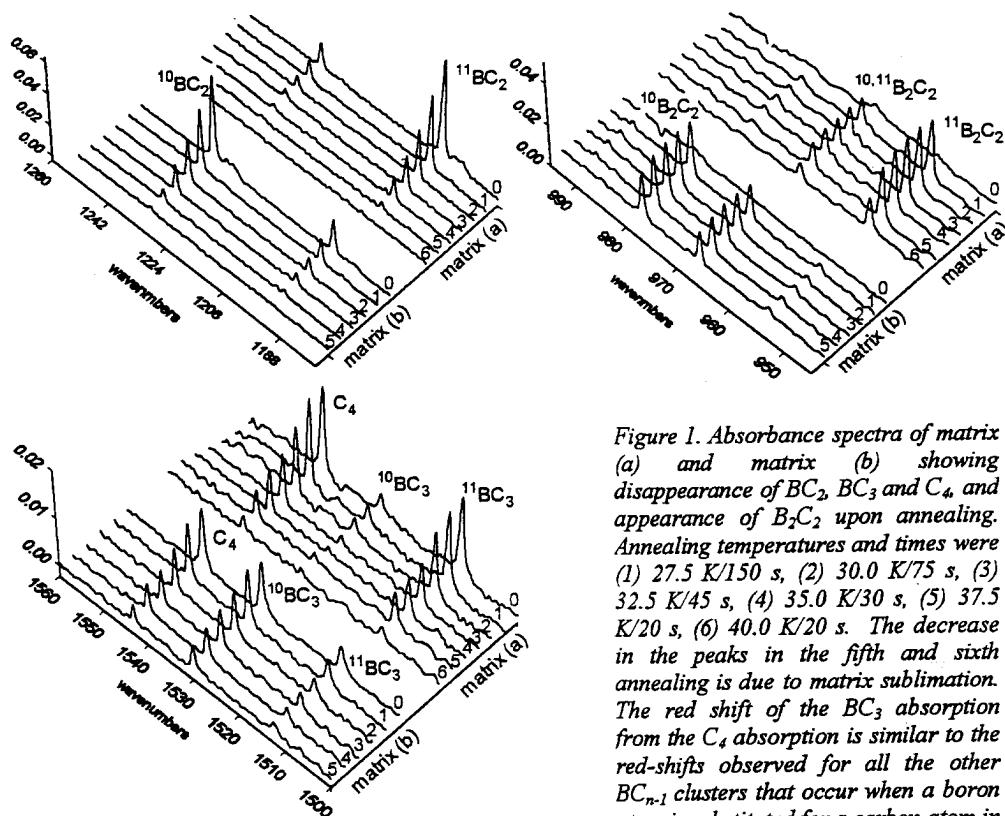 0.06
0.04
0.02
0.00
1260
1242
1224
1206
1188
wavenmbers
¹⁰BC₂
¹¹BC₂
6 5 4 3 2 1 0
matrix (a)
5 4 3 2 1 0
matrix (b)
0.04
0.02
0.00
990
980
970
960
950
wavenmbers
¹⁰B₂C₂
¹⁰,¹¹B₂C₂
¹¹B₂C₂
6 5 4 3 2 1 0
matrix (a)
5 4 3 2 1 0
matrix (b)
0.02
0.01
0.00
1560
1550
1540
1530
1520
1510
1500
wavenumbers
C₄
¹⁰BC₃
¹¹BC₃
C₄
¹⁰BC₃
¹¹BC₃
6 5 4 3 2 1 0
matrix (a)
5 4 3 2 1 0
matrix (b)
Figure 1. Absorbance spectra of matrix
(a) and matrix (b) showing
disappearance of BC₂, BC₃ and C₄, and
appearance of B₂C₂ upon annealing.
Annealing temperatures and times were
(1) 27.5 K/150 s, (2) 30.0 K/75 s, (3)
32.5 K/45 s, (4) 35.0 K/30 s, (5) 37.5
K/20 s, (6) 40.0 K/20 s. The decrease
in the peaks in the fifth and sixth
annealing is due to matrix sublimation.
The red shift of the BC₃ absorption
from the C₄ absorption is similar to the
red-shifts observed for all the other
BCₙ₋₁ clusters that occur when a boron
atom is substituted for a carbon atom in